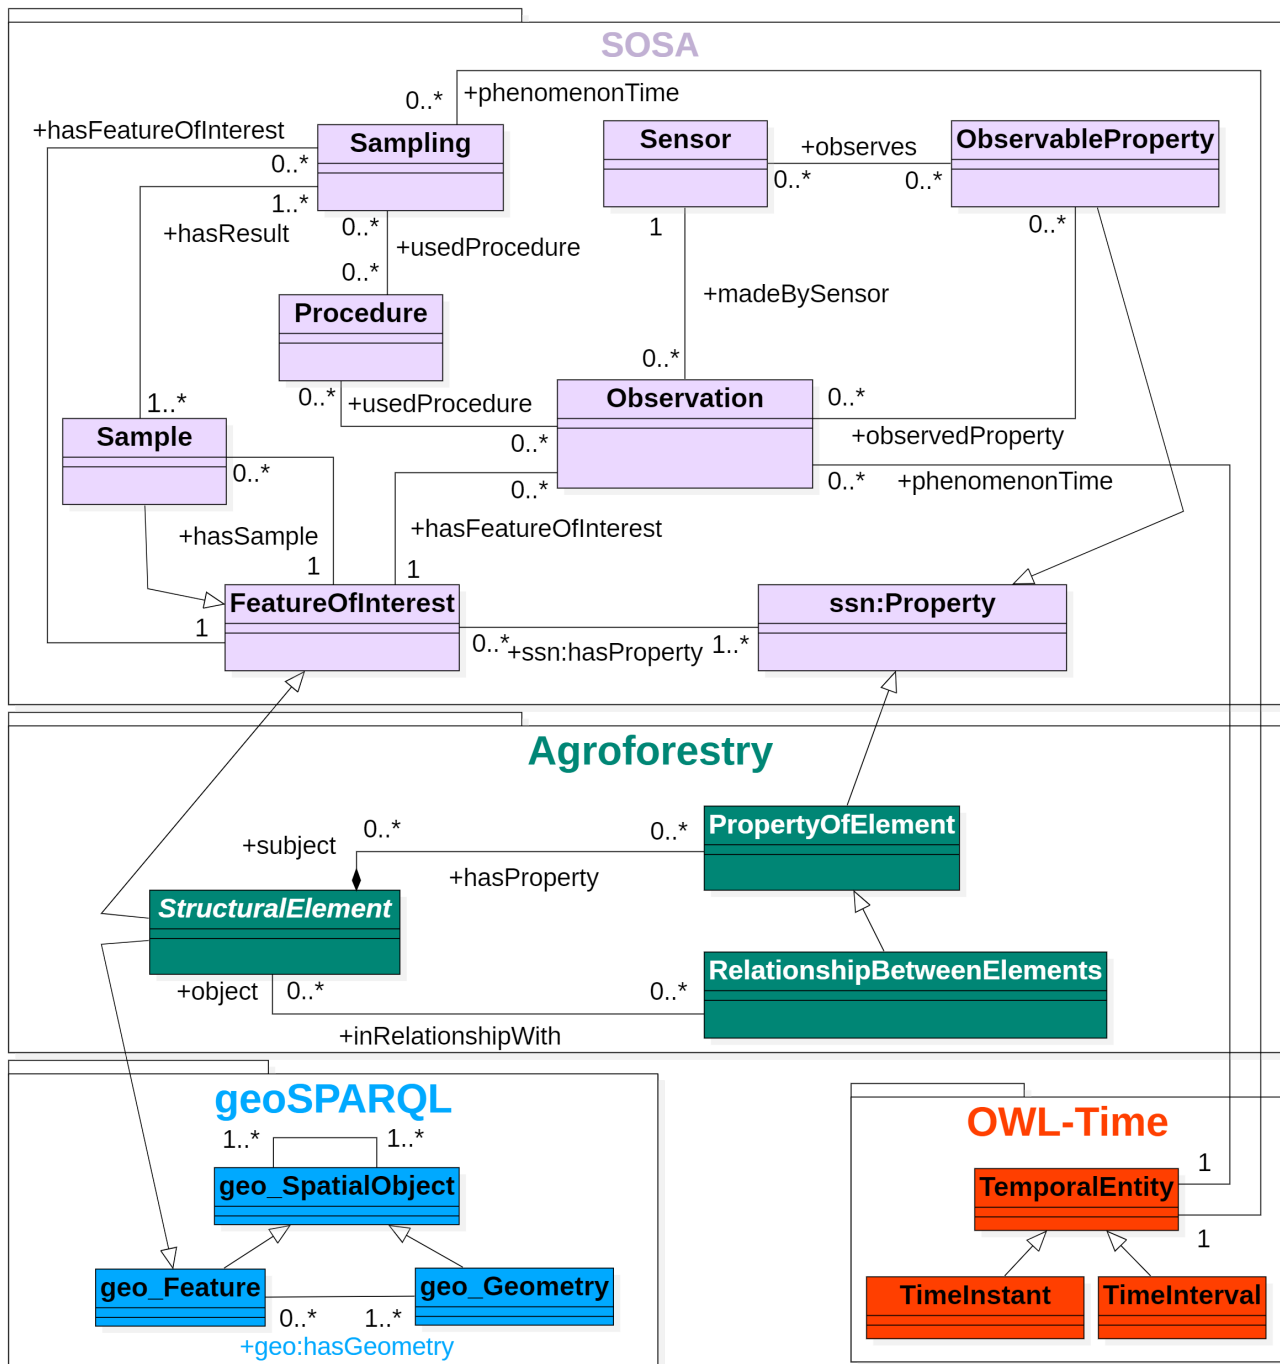 SOSA
+phenomenonTime
0..*
+hasFeatureOfInterest
Sampling
Sensor
ObservableProperty
+observes
0..*
0..*
0..*
1..*
+hasResult
0..*
1
0..*
+usedProcedure
0..*
+madeBySensor
Procedure
0..*
0..*
+usedProcedure
Observation
0..*
1..*
Sample
0..*
+observedProperty
0..*
0..*
0..*
+phenomenonTime
+hasSample
+hasFeatureOfInterest
1
1
FeatureOfInterest
ssn:Property
1
0..*
+ssn:hasProperty
1..*
Agroforestry
+subject
0..*
0..*
PropertyOfElement
+hasProperty
StructuralElement
RelationshipBetweenElements
+object
0..*
0..*
+inRelationshipWith
geoSPARQL
1..*
1..*
geo_SpatialObject
geo_Feature
geo_Geometry
0..*
1..*
+geo:hasGeometry
OWL-Time
1
TemporalEntity
1
TimeInstant
TimeInterval